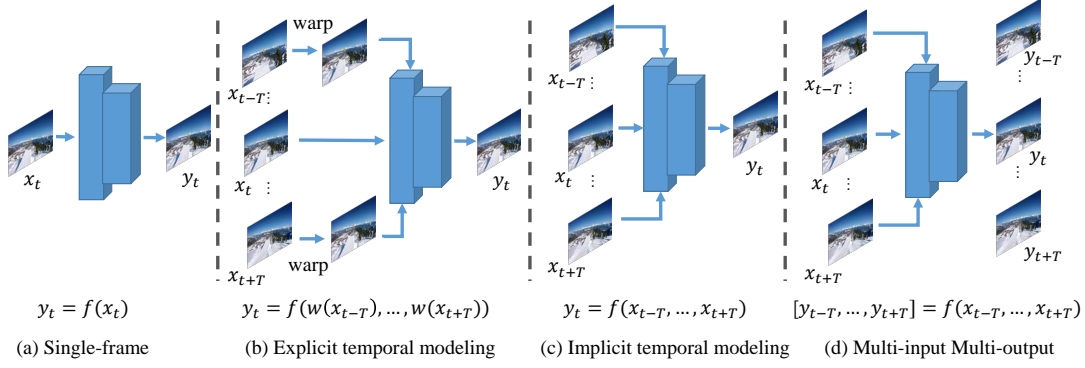 x_t
y_t
y_t = f(x_t)
(a) Single-frame
warp
x_{t−T} ⋮
x_t ⋮
y_t
x_{t+T}
warp
y_t = f(w(x_{t−T}), … , w(x_{t+T}))
(b) Explicit temporal modeling
x_{t−T} ⋮
x_t ⋮
y_t
x_{t+T}
y_t = f(x_{t−T}, … , x_{t+T})
(c) Implicit temporal modeling
x_{t−T} ⋮
y_{t−T} ⋮
x_t ⋮
y_t ⋮
x_{t+T}
y_{t+T}
[y_{t−T}, … , y_{t+T}] = f(x_{t−T}, … , x_{t+T})
(d) Multi-input Multi-output